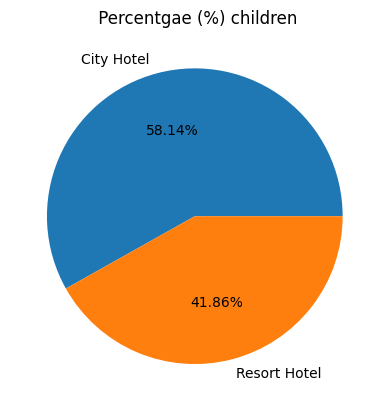 Percentgae (%) children
City Hotel
58.14%
41.86%
Resort Hotel